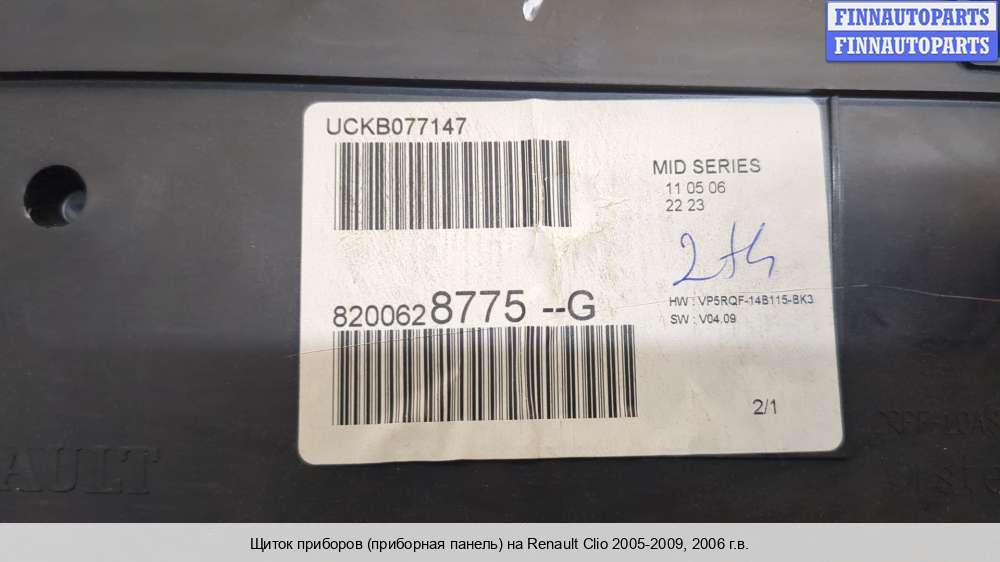 FINNAUTOPARTS
FINNAUTOPARTS
UCKB077147
MID SERIES
11 05 06
22 23
8200628775 --G
HW : VP5RQF-14B115-BK3
SW : V04.09
2/1
AULT
Щиток приборов (приборная панель) на Renault Clio 2005-2009, 2006 г.в.